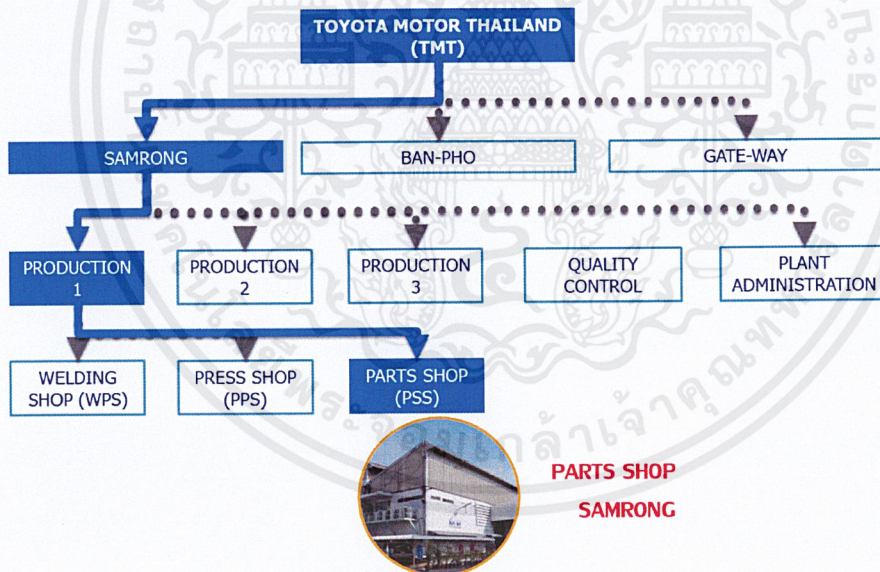 TOYOTA MOTOR THAILAND
(TMT)
SAMRONG
BAN-PHO
GATE-WAY
PRODUCTION
1
PRODUCTION
2
PRODUCTION
3
QUALITY
CONTROL
PLANT
ADMINISTRATION
WELDING
SHOP (WPS)
PRESS SHOP
(PPS)
PARTS SHOP
(PSS)
PARTS SHOP
SAMRONG